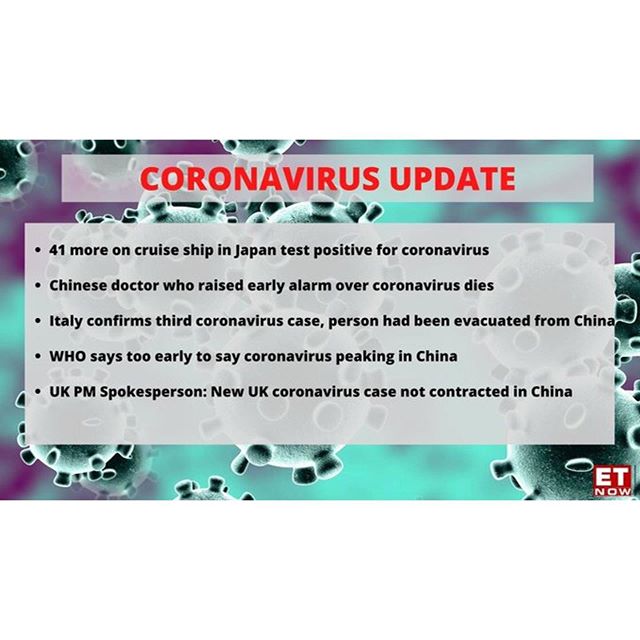 CORONAVIRUS UPDATE
• 41 more on cruise ship in Japan test positive for coronavirus
• Chinese doctor who raised early alarm over coronavirus dies
• Italy confirms third coronavirus case, person had been evacuated from China
• WHO says too early to say coronavirus peaking in China
• UK PM Spokesperson: New UK coronavirus case not contracted in China
ET
NOW